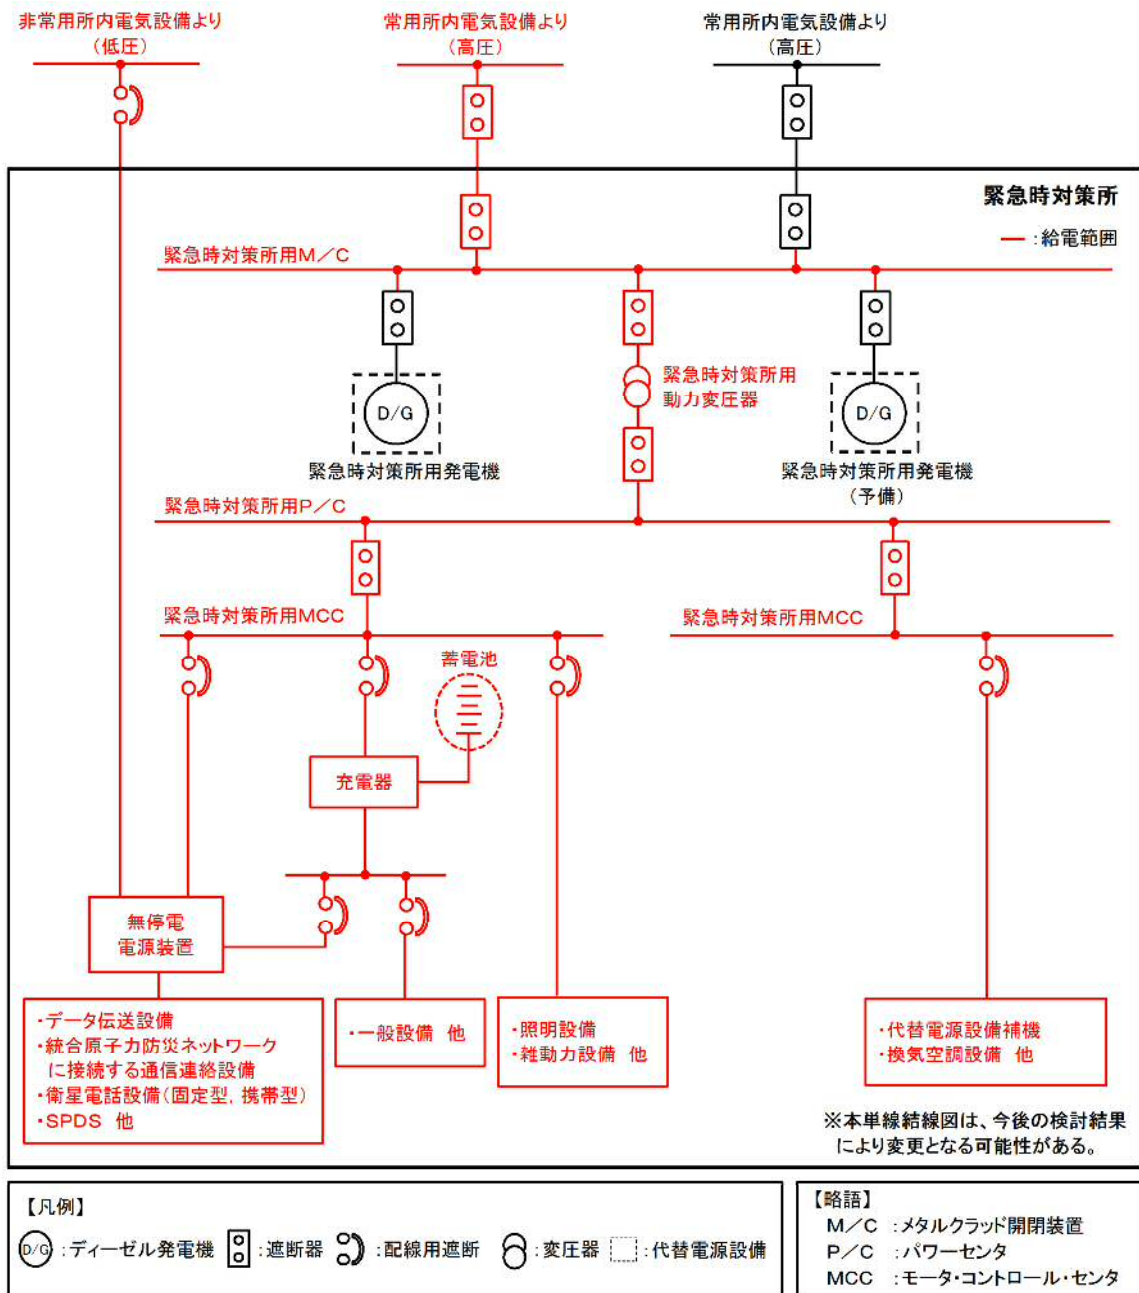 非常用所内電気設備より
(低圧)
常用所内電気設備より
(高圧)
常用所内電気設備より
(高圧)
緊急時対策所
:給電範囲
緊急時対策所用M/C
緊急時対策所用
動力変圧器
D/G
D/G
緊急時対策所用発電機
緊急時対策所用発電機
(予備)
緊急時対策所用P/C
緊急時対策所用MCC
緊急時対策所用MCC
蓄電池
充電器
無停電
電源装置
・データ伝送設備
・統合原子力防災ネットワーク
に接続する通信連絡設備
・衛星電話設備(固定型，携帯型)
・SPDS 他
・一般設備 他
・照明設備
・雑動力設備 他
・代替電源設備補機
・換気空調設備 他
※本単線結線図は、今後の検討結果
により変更となる可能性がある。
【凡例】
D/G :ディーゼル発電機 :遮断器 :配線用遮断 :変圧器 :代替電源設備
【略語】
M/C :メタルクラッド開閉装置
P/C :パワーセンタ
MCC :モータ・コントロール・センタ